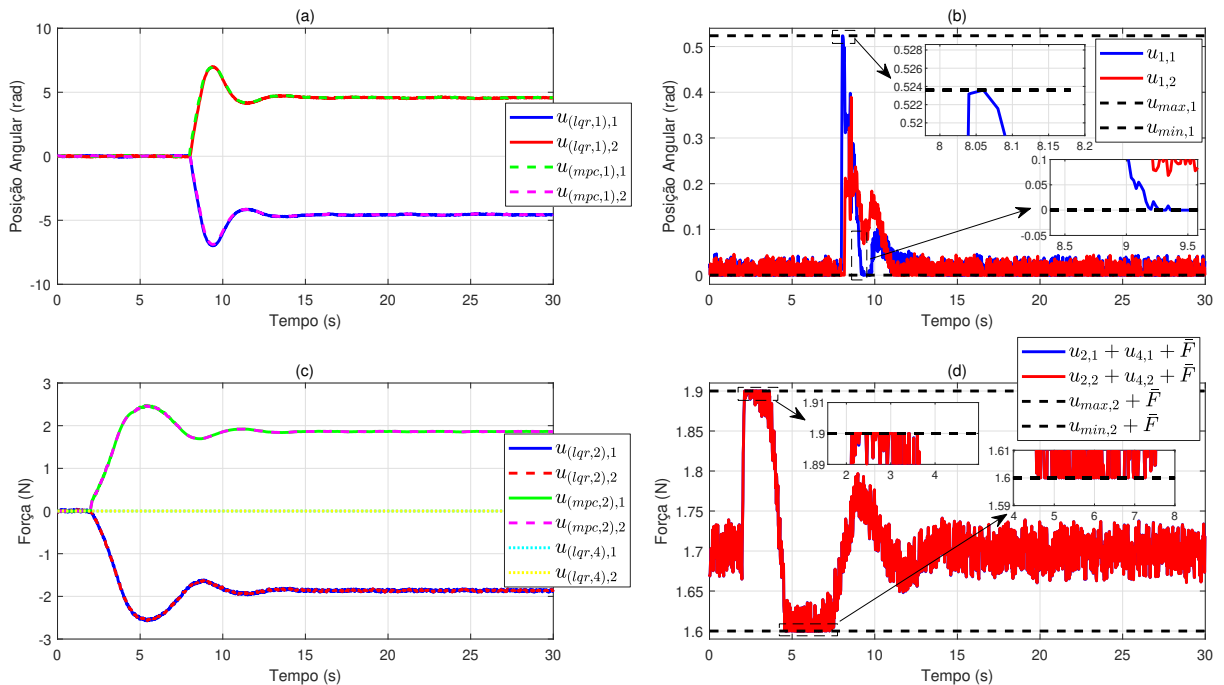 (a)
Posição Angular (rad)
10
5
0
-5
-10
0 5 10 15 20 25 30
Tempo (s)
u(lqr,1),1
u(lqr,1),2
u(mpc,1),1
u(mpc,1),2
(b)
Posição Angular (rad)
0.5
0.4
0.3
0.2
0.1
0
0 5 10 15 20 25 30
Tempo (s)
0.528
0.526
0.524
0.522
0.52
8 8.05 8.1 8.15 8.2
u1,1
u1,2
umax,1
umin,1
0.1
0.05
0
-0.05
8.5 9 9.5
(c)
Força (N)
3
2
1
0
-1
-2
-3
0 5 10 15 20 25 30
Tempo (s)
u(lqr,2),1
u(lqr,2),2
u(mpc,2),1
u(mpc,2),2
u(lqr,4),1
u(lqr,4),2
(d)
Força (N)
1.9
1.85
1.8
1.75
1.7
1.65
1.6
0 5 10 15 20 25 30
Tempo (s)
1.91
1.9
1.89
2 3 4
u2,1 + u4,1 + F̄
u2,2 + u4,2 + F̄
umax,2 + F̄
umin,2 + F̄
1.61
1.6
1.59
4 5 6 7 8